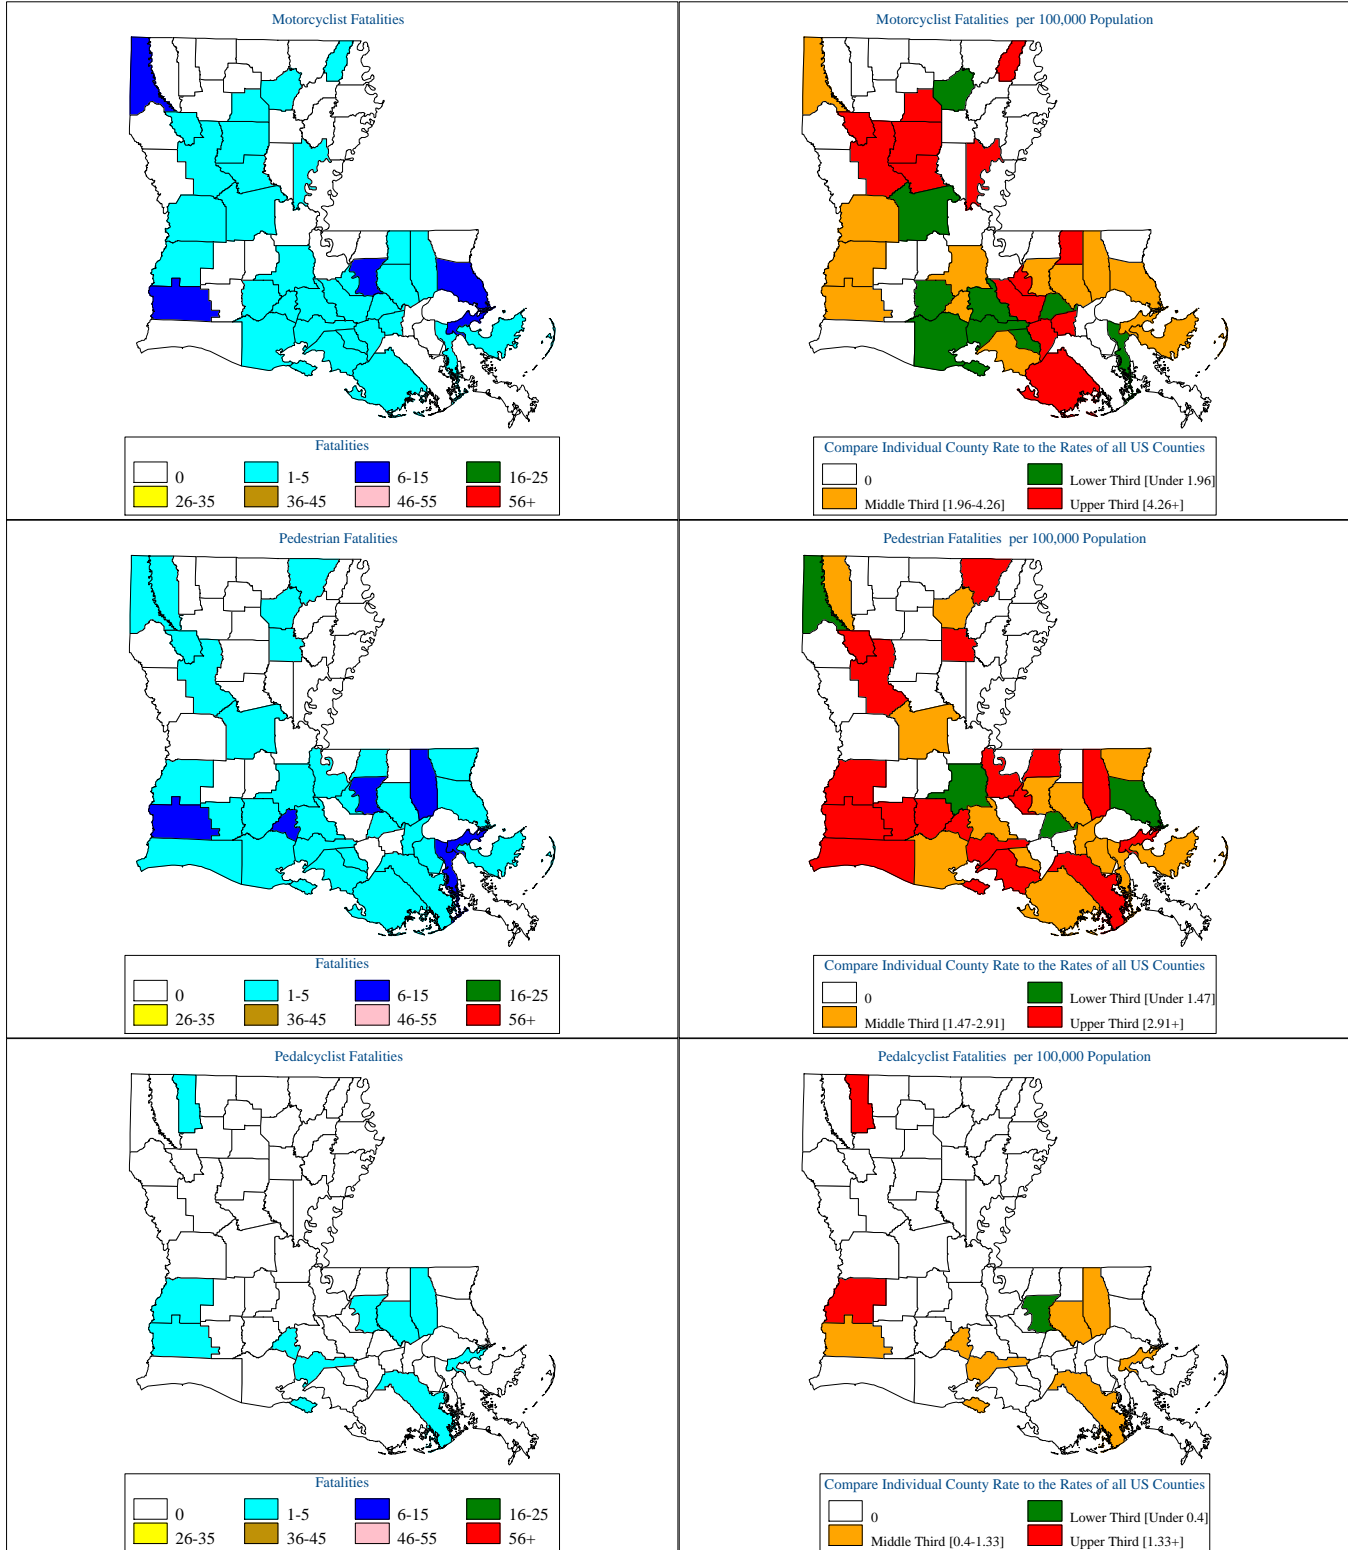 Motorcyclist Fatalities
Fatalities
0
1-5
6-15
16-25
26-35
36-45
46-55
56+
Motorcyclist Fatalities per 100,000 Population
Compare Individual County Rate to the Rates of all US Counties
0
Lower Third [Under 1.96]
Middle Third [1.96-4.26]
Upper Third [4.26+]
Pedestrian Fatalities
Fatalities
0
1-5
6-15
16-25
26-35
36-45
46-55
56+
Pedestrian Fatalities per 100,000 Population
Compare Individual County Rate to the Rates of all US Counties
0
Lower Third [Under 1.47]
Middle Third [1.47-2.91]
Upper Third [2.91+]
Pedalcyclist Fatalities
Fatalities
0
1-5
6-15
16-25
26-35
36-45
46-55
56+
Pedalcyclist Fatalities per 100,000 Population
Compare Individual County Rate to the Rates of all US Counties
0
Lower Third [Under 0.4]
Middle Third [0.4-1.33]
Upper Third [1.33+]